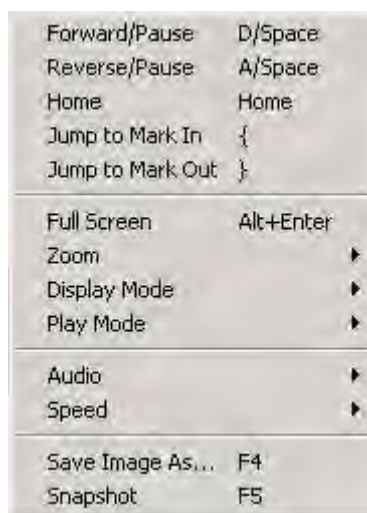 Forward/Pause D/Space
Reverse/Pause A/Space
Home Home
Jump to Mark In {
Jump to Mark Out }
Full Screen Alt+Enter
Zoom
Display Mode
Play Mode
Audio
Speed
Save Image As... F4
Snapshot F5